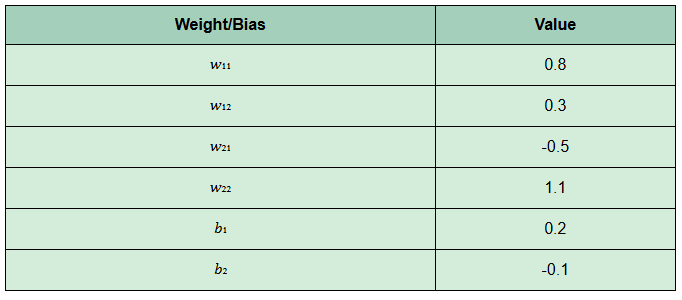 Weight/Bias Value
w₁₁ 0.8
w₁₂ 0.3
w₂₁ -0.5
w₂₂ 1.1
b₁ 0.2
b₂ -0.1